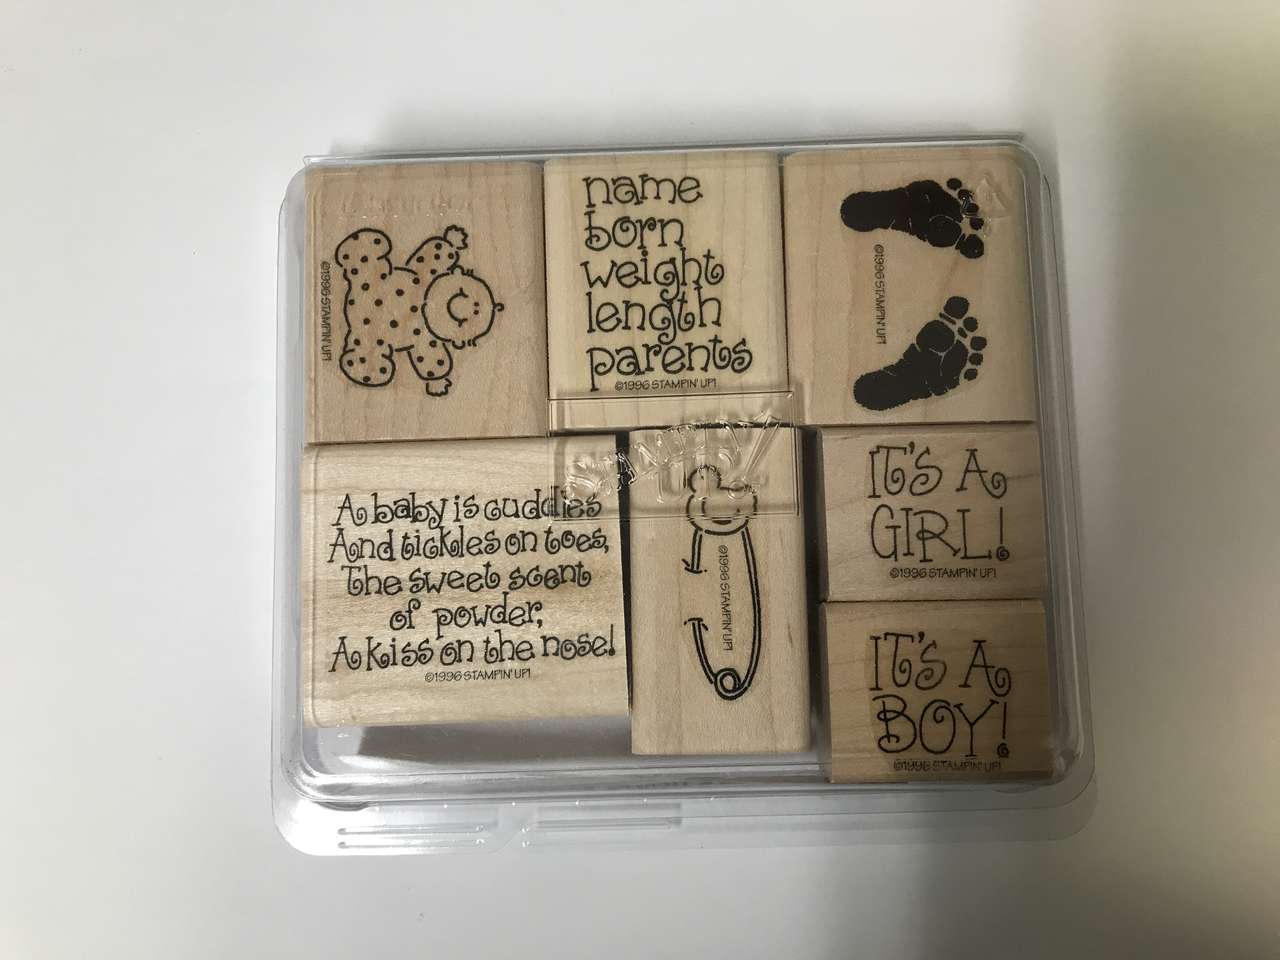 ©1996 STAMPIN' UP!
name
born
weight
length
parents
©1996 STAMPIN' UP!
©1996 STAMPIN' UP!
STAMPIN'
UP!
A baby is cuddles
And tickles on toes,
The sweet scent
of powder,
A kiss on the nose!
©1996 STAMPIN' UP!
©1996 STAMPIN' UP!
IT'S A
GIRL!
©1996 STAMPIN' UP!
IT'S A
BOY!
©1996 STAMPIN' UP!